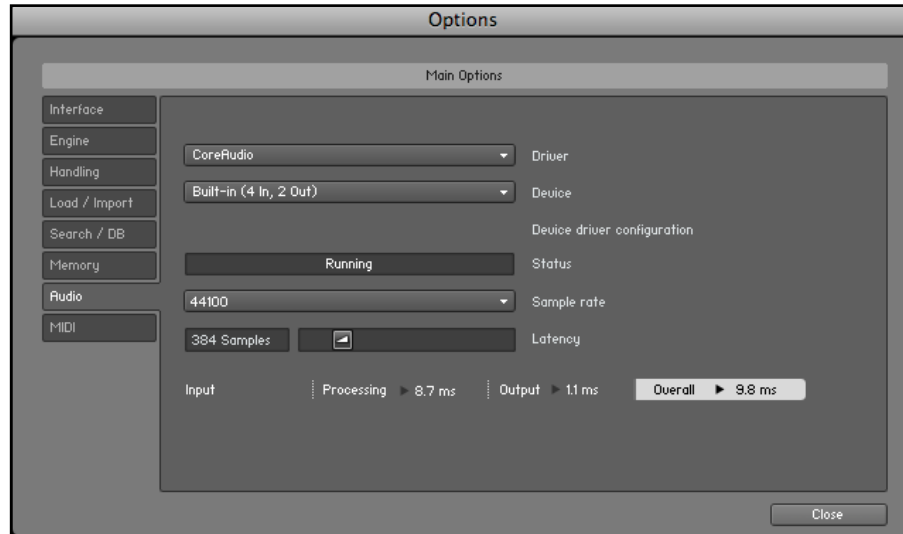 Options
Main Options
Interface
Engine
Handling
Load / Import
Search / DB
Memory
Audio
MIDI
CoreAudio Driver
Built-in (4 In, 2 Out) Device
Device driver configuration
Running Status
44100 Sample rate
384 Samples Latency
Input Processing 8.7 ms Output 1.1 ms Overall 9.8 ms
Close